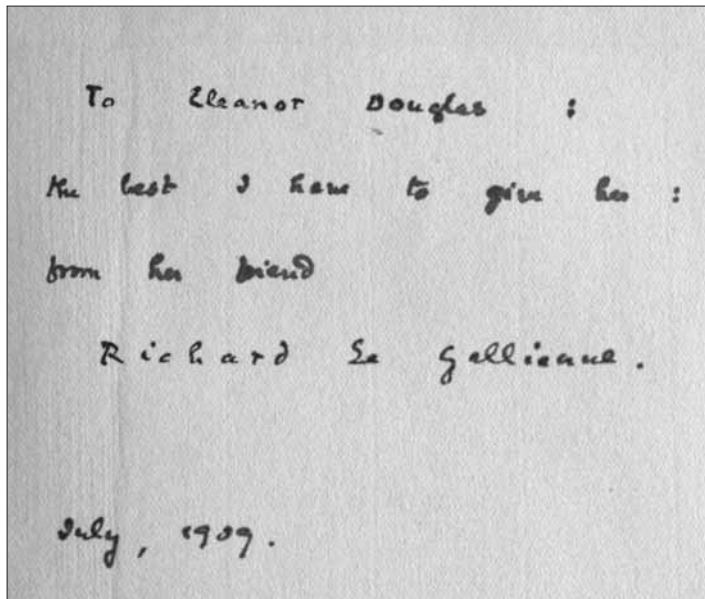 To Eleanor Douglas :
the best I have to give her :
from her friend
Richard Le Gallienne.
July, 1909.